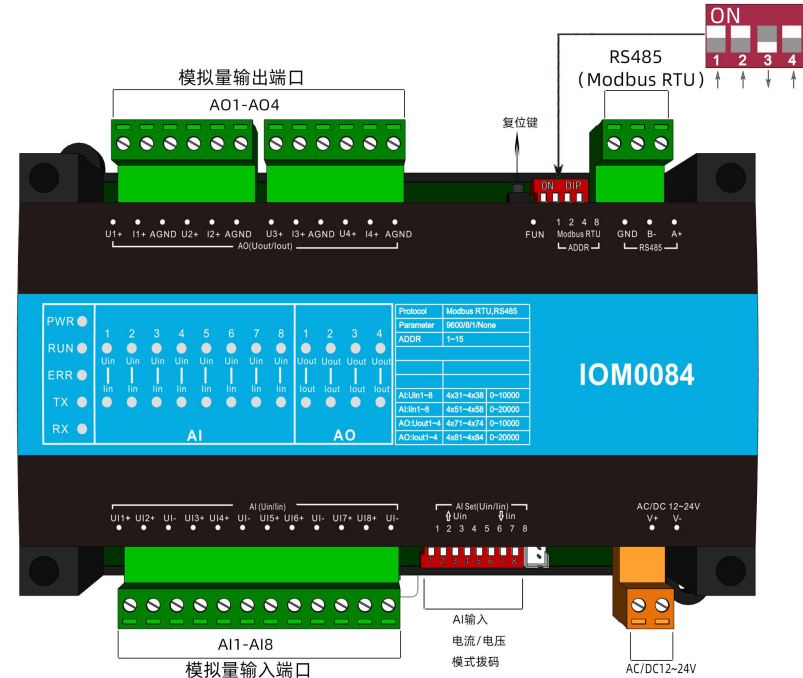 ON
1 2 3 4
RS485
（Modbus RTU）
模拟量输出端口
AO1-AO4
复位键
ON DIP
U1+ I1+ AGND U2+ I2+ AGND U3+ I3+ AGND U4+ I4+ AGND
AO(Uout/Iout)
FUN
1 2 4 8
Modbus RTU
ADDR
GND B- A+
RS485
PWR
RUN
ERR
TX
RX
1 2 3 4 5 6 7 8
Uin Uin Uin Uin Uin Uin Uin Uin
Iin Iin Iin Iin Iin Iin Iin Iin
AI
1 2 3 4
Uout Uout Uout Uout
Iout Iout Iout Iout
AO
Protocol Modbus RTU,RS485
Parameter 9600/8/1/None
ADDR 1~15
AI:Uin1~8 4x31~4x38 0~10000
AI:Iin1~8 4x51~4x58 0~20000
AO:Uout1~4 4x71~4x74 0~10000
AO:Iout1~4 4x81~4x84 0~20000
IOM0084
AI (Uin/Iin)
UI1+ UI2+ UI- UI3+ UI4+ UI- UI5+ UI6+ UI- UI7+ UI8+ UI-
AI Set(Uin/Iin)
Uin Iin
1 2 3 4 5 6 7 8
AC/DC 12~24V
V+ V-
1 2 3 4 5 6 7 8
AI1-AI8
模拟量输入端口
AI输入
电流/电压
模式拨码
AC/DC12~24V